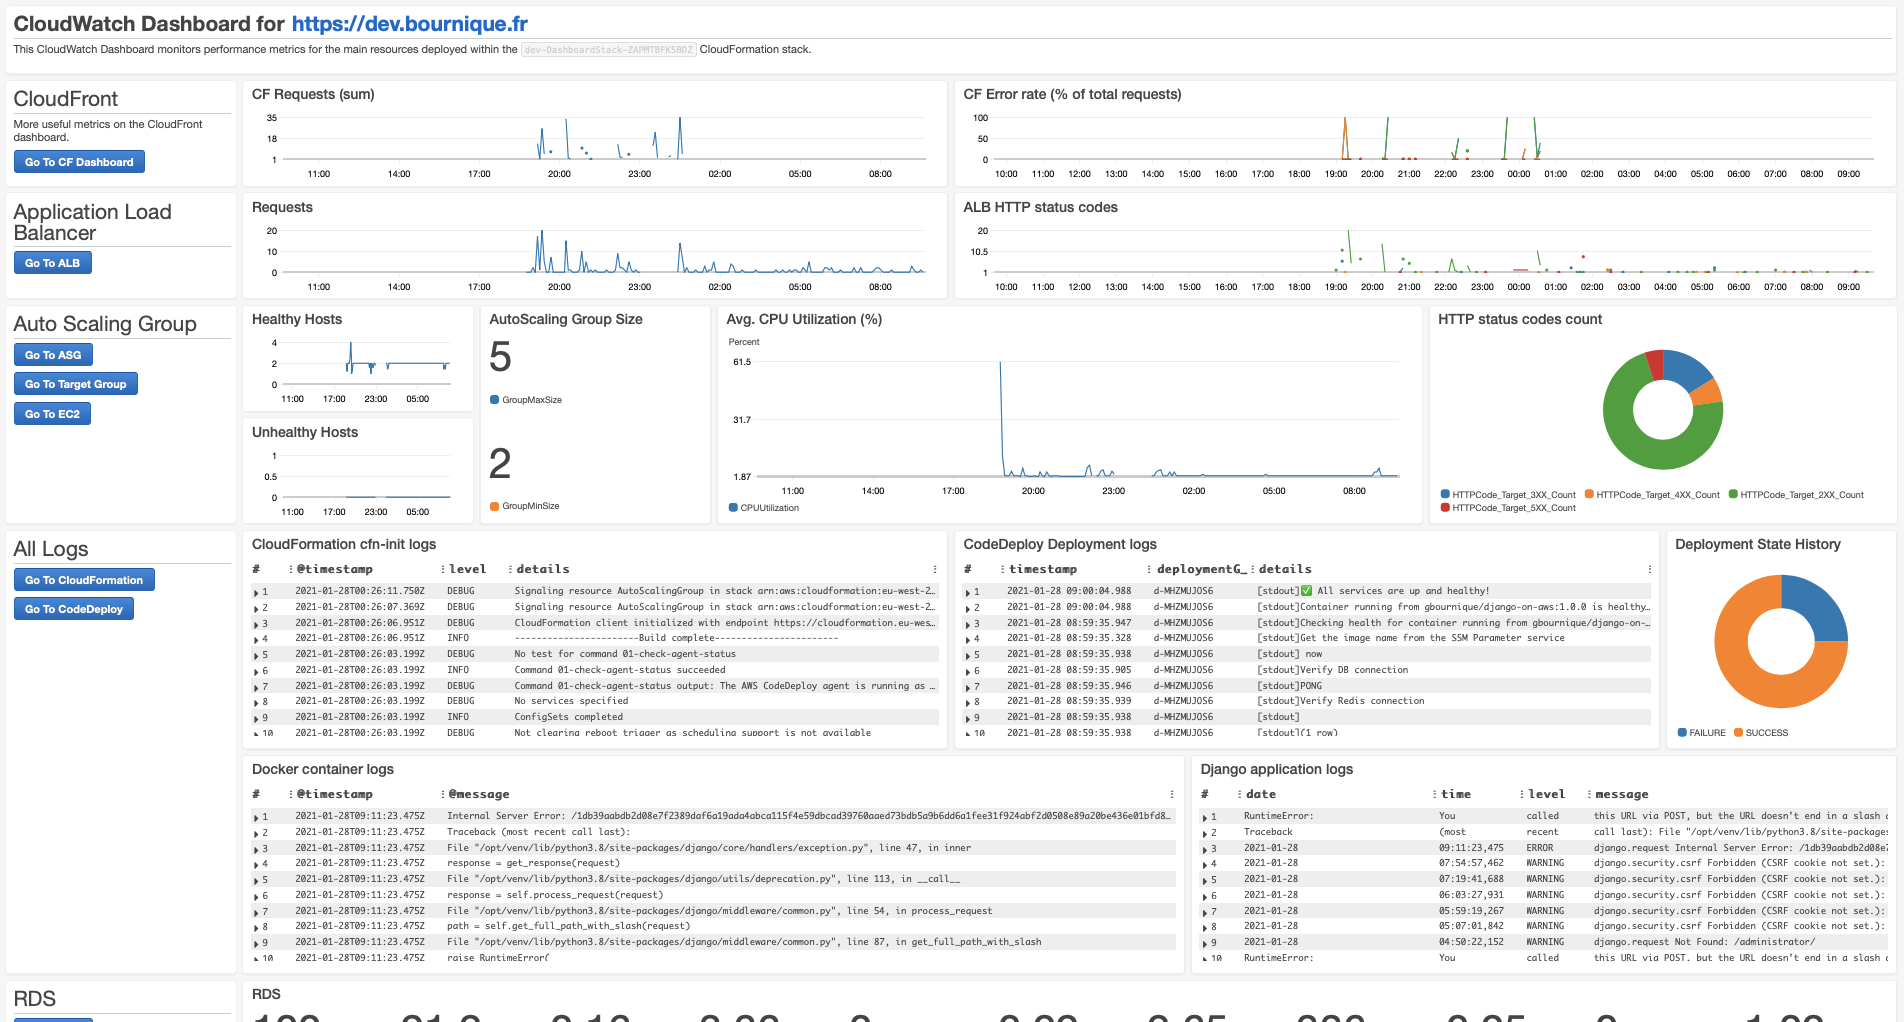 CloudWatch Dashboard for https://dev.bournique.fr
This CloudWatch Dashboard monitors performance metrics for the main resources deployed within the dev-DashboardStack-ZAPMTBFK5BDZ CloudFormation stack.
CloudFront
More useful metrics on the CloudFront
dashboard.
Go To CF Dashboard
CF Requests (sum)
35
18
1
11:00 14:00 17:00 20:00 23:00 02:00 05:00 08:00
CF Error rate (% of total requests)
100
50
0
10:00 11:00 12:00 13:00 14:00 15:00 16:00 17:00 18:00 19:00 20:00 21:00 22:00 23:00 00:00 01:00 02:00 03:00 04:00 05:00 06:00 07:00 08:00 09:00
Application Load
Balancer
Go To ALB
Requests
20
10
0
11:00 14:00 17:00 20:00 23:00 02:00 05:00 08:00
ALB HTTP status codes
20
10.5
1
10:00 11:00 12:00 13:00 14:00 15:00 16:00 17:00 18:00 19:00 20:00 21:00 22:00 23:00 00:00 01:00 02:00 03:00 04:00 05:00 06:00 07:00 08:00 09:00
Auto Scaling Group
Go To ASG
Go To Target Group
Go To EC2
Healthy Hosts
4
2
0
11:00 17:00 23:00 05:00
Unhealthy Hosts
1
0.5
0
11:00 17:00 23:00 05:00
AutoScaling Group Size
5
GroupMaxSize
2
GroupMinSize
Avg. CPU Utilization (%)
Percent
61.5
31.7
1.87
11:00 14:00 17:00 20:00 23:00 02:00 05:00 08:00
CPUUtilization
HTTP status codes count
HTTPCode_Target_3XX_Count HTTPCode_Target_4XX_Count HTTPCode_Target_2XX_Count
HTTPCode_Target_5XX_Count
All Logs
Go To CloudFormation
Go To CodeDeploy
CloudFormation cfn-init logs
# @timestamp level details
1 2021-01-28T00:26:11.750Z DEBUG Signaling resource AutoScalingGroup in stack arn:aws:cloudformation:eu-west-2…
2 2021-01-28T00:26:07.369Z DEBUG Signaling resource AutoScalingGroup in stack arn:aws:cloudformation:eu-west-2…
3 2021-01-28T00:26:06.951Z DEBUG CloudFormation client initialized with endpoint https://cloudformation.eu-wes…
4 2021-01-28T00:26:06.951Z INFO -----------------------Build complete-----------------------
5 2021-01-28T00:26:03.199Z DEBUG No test for command 01-check-agent-status
6 2021-01-28T00:26:03.199Z INFO Command 01-check-agent-status succeeded
7 2021-01-28T00:26:03.199Z DEBUG Command 01-check-agent-status output: The AWS CodeDeploy agent is running as …
8 2021-01-28T00:26:03.199Z DEBUG No services specified
9 2021-01-28T00:26:03.199Z INFO ConfigSets completed
10 2021-01-28T00:26:03.199Z DEBUG Not clearing reboot trigger as scheduling support is not available
CodeDeploy Deployment logs
# timestamp deploymentG_ details
1 2021-01-28 09:00:04.988 d-MHZMUJOS6 [stdout]✅ All services are up and healthy!
2 2021-01-28 09:00:04.988 d-MHZMUJOS6 [stdout]Container running from gbournique/django-on-aws:1.0.0 is healthy…
3 2021-01-28 08:59:35.947 d-MHZMUJOS6 [stdout]Checking health for container running from gbournique/django-on-…
4 2021-01-28 08:59:35.328 d-MHZMUJOS6 [stdout]Get the image name from the SSM Parameter service
5 2021-01-28 08:59:35.938 d-MHZMUJOS6 [stdout] now
6 2021-01-28 08:59:35.905 d-MHZMUJOS6 [stdout]Verify DB connection
7 2021-01-28 08:59:35.946 d-MHZMUJOS6 [stdout]PONG
8 2021-01-28 08:59:35.939 d-MHZMUJOS6 [stdout]Verify Redis connection
9 2021-01-28 08:59:35.938 d-MHZMUJOS6 [stdout]
10 2021-01-28 08:59:35.938 d-MHZMUJOS6 [stdout](1 row)
Deployment State History
FAILURE SUCCESS
Docker container logs
# @timestamp @message
1 2021-01-28T09:11:23.475Z Internal Server Error: /1db39aabdb2d08e7f2389daf6a19ada4abca115f4e59dbcad39760aaed73bdb5a9b6dd6a1fee31f924abf2d0508e89a20be436e01bfd8…
2 2021-01-28T09:11:23.475Z Traceback (most recent call last):
3 2021-01-28T09:11:23.475Z File "/opt/venv/lib/python3.8/site-packages/django/core/handlers/exception.py", line 47, in inner
4 2021-01-28T09:11:23.475Z response = get_response(request)
5 2021-01-28T09:11:23.475Z File "/opt/venv/lib/python3.8/site-packages/django/utils/deprecation.py", line 113, in __call__
6 2021-01-28T09:11:23.475Z response = self.process_request(request)
7 2021-01-28T09:11:23.475Z File "/opt/venv/lib/python3.8/site-packages/django/middleware/common.py", line 54, in process_request
8 2021-01-28T09:11:23.475Z path = self.get_full_path_with_slash(request)
9 2021-01-28T09:11:23.475Z File "/opt/venv/lib/python3.8/site-packages/django/middleware/common.py", line 87, in get_full_path_with_slash
10 2021-01-28T09:11:23.475Z raise RuntimeError(
Django application logs
# date time level message
1 RuntimeError: You called this URL via POST, but the URL doesn't end in a slash
2 Traceback (most recent call last): File "/opt/venv/lib/python3.8/site-packages
3 2021-01-28 09:11:23,475 ERROR django.request Internal Server Error: /1db39aabdb2d08e7
4 2021-01-28 07:54:57,462 WARNING django.security.csrf Forbidden (CSRF cookie not set.):
5 2021-01-28 07:19:41,688 WARNING django.security.csrf Forbidden (CSRF cookie not set.):
6 2021-01-28 06:03:27,931 WARNING django.security.csrf Forbidden (CSRF cookie not set.):
7 2021-01-28 05:59:19,267 WARNING django.security.csrf Forbidden (CSRF cookie not set.):
8 2021-01-28 05:07:01,842 WARNING django.security.csrf Forbidden (CSRF cookie not set.):
9 2021-01-28 04:50:22,152 WARNING django.request Not Found: /administrator/
10 RuntimeError: You called this URL via POST, but the URL doesn't end in a slash
RDS
RDS